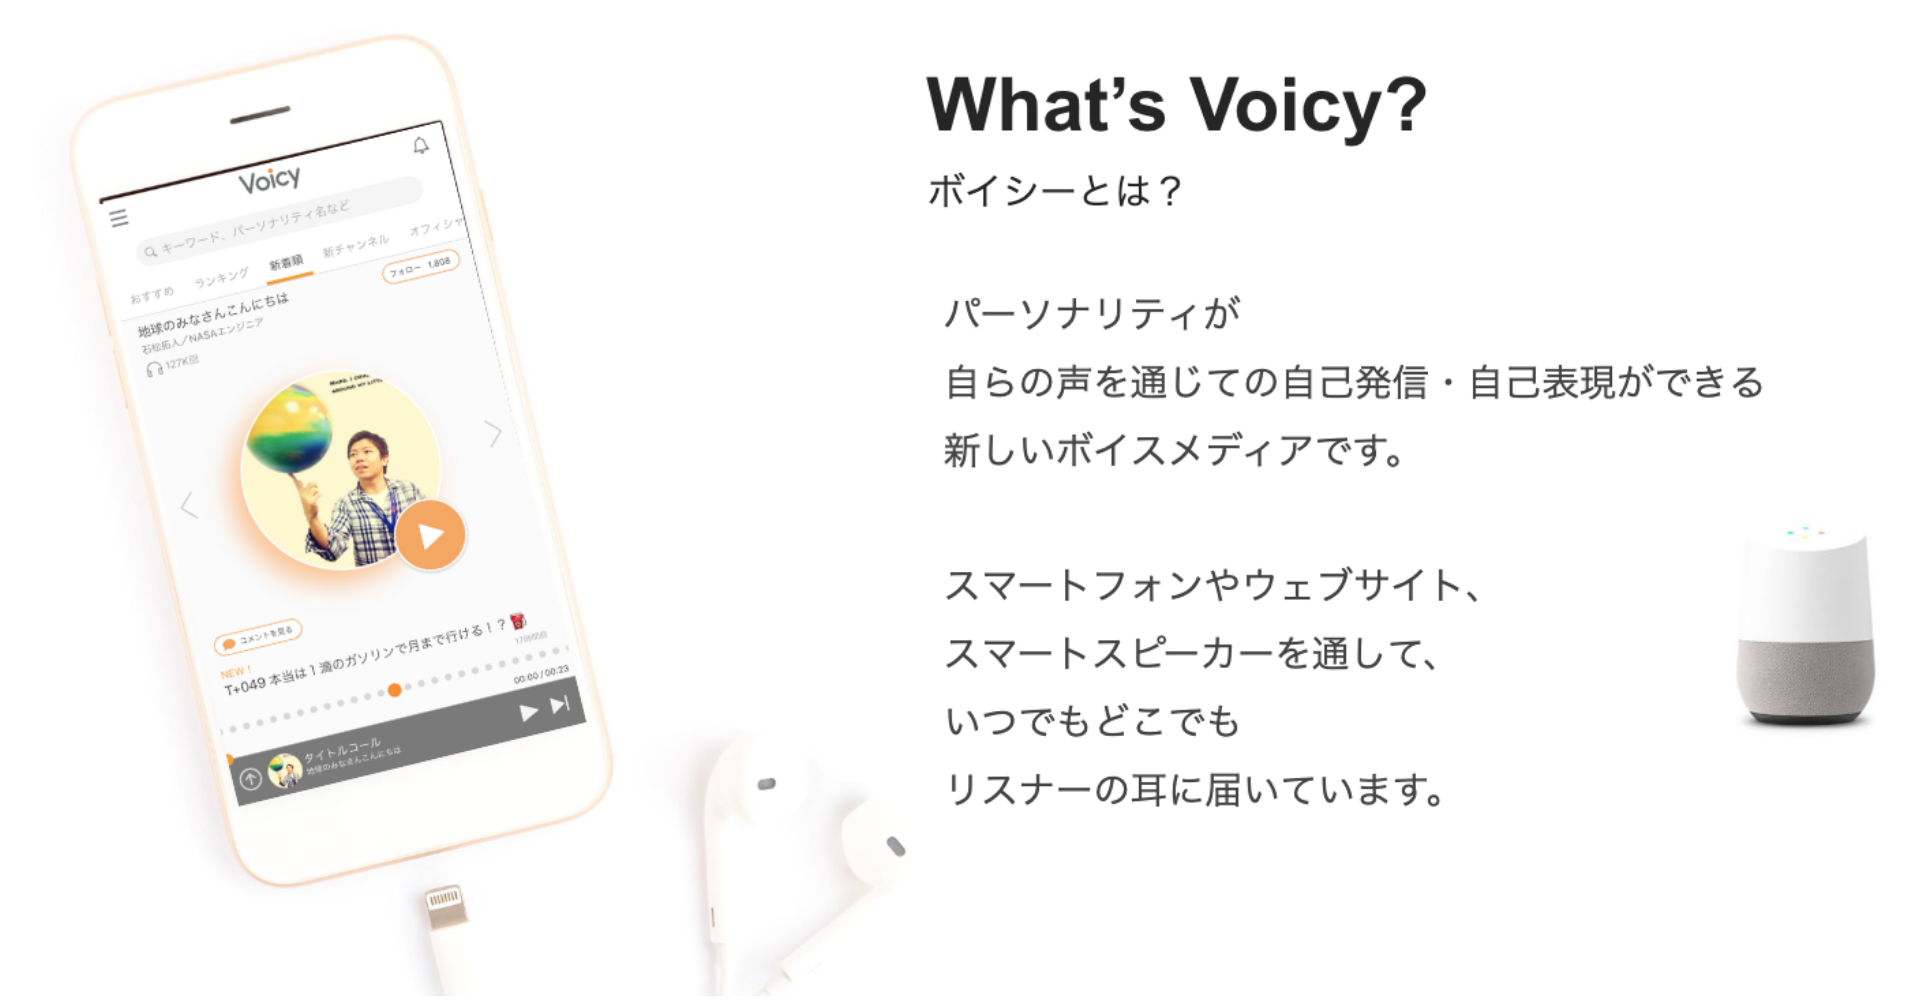 Voicy
キーワード、パーソナリティ名など
おすすめ ランキング 新着順 新チャンネル オフィシャ
地球のみなさんこんにちは
フォロー 1,808
石松拓人／NASAエンジニア
127K回
コメントを見る
NEW！
T+049 本当は１滴のガソリンで月まで行ける！？
17時間前
00:00 / 00:23
タイトルコール
地球のみなさんこんにちは
What’s Voicy?
ボイシーとは？
パーソナリティが
自らの声を通じての自己発信・自己表現ができる
新しいボイスメディアです。
スマートフォンやウェブサイト、
スマートスピーカーを通して、
いつでもどこでも
リスナーの耳に届いています。